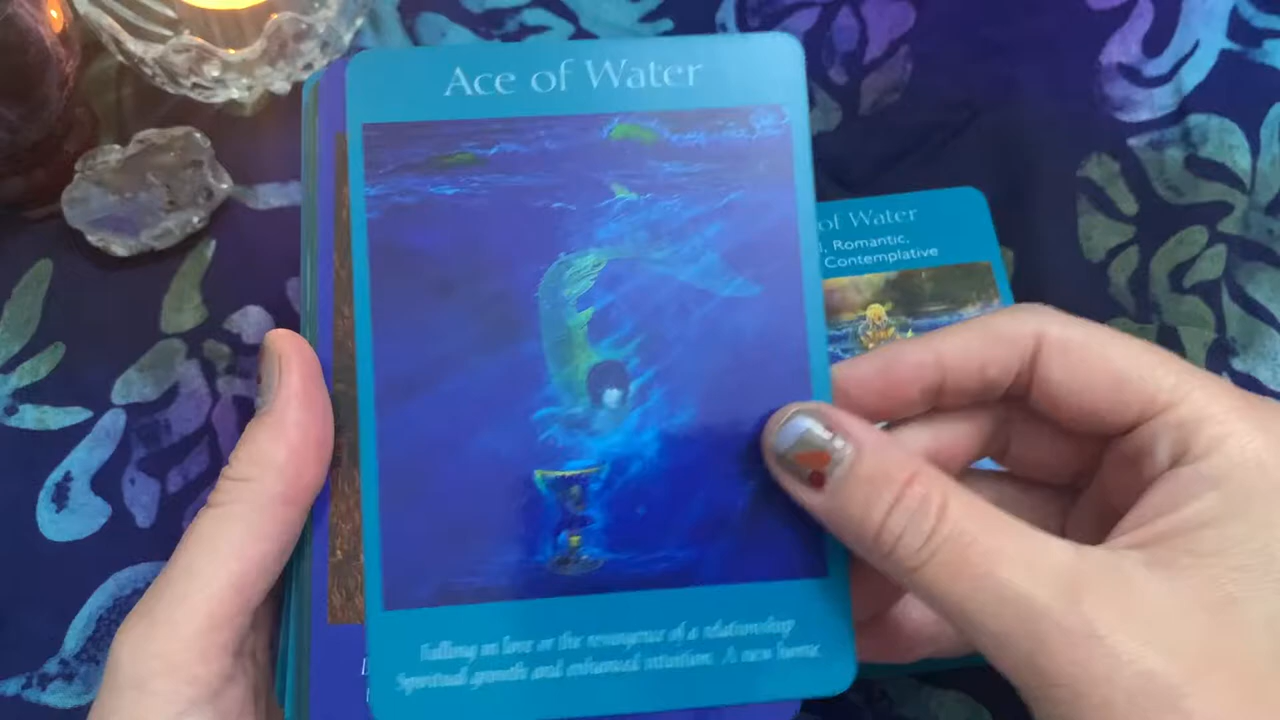 Ace of Water
of Water
l, Romantic,
Contemplative
Falling in love or the resurgence of a relationship
Spiritual growth and enhanced intuition. A new home.